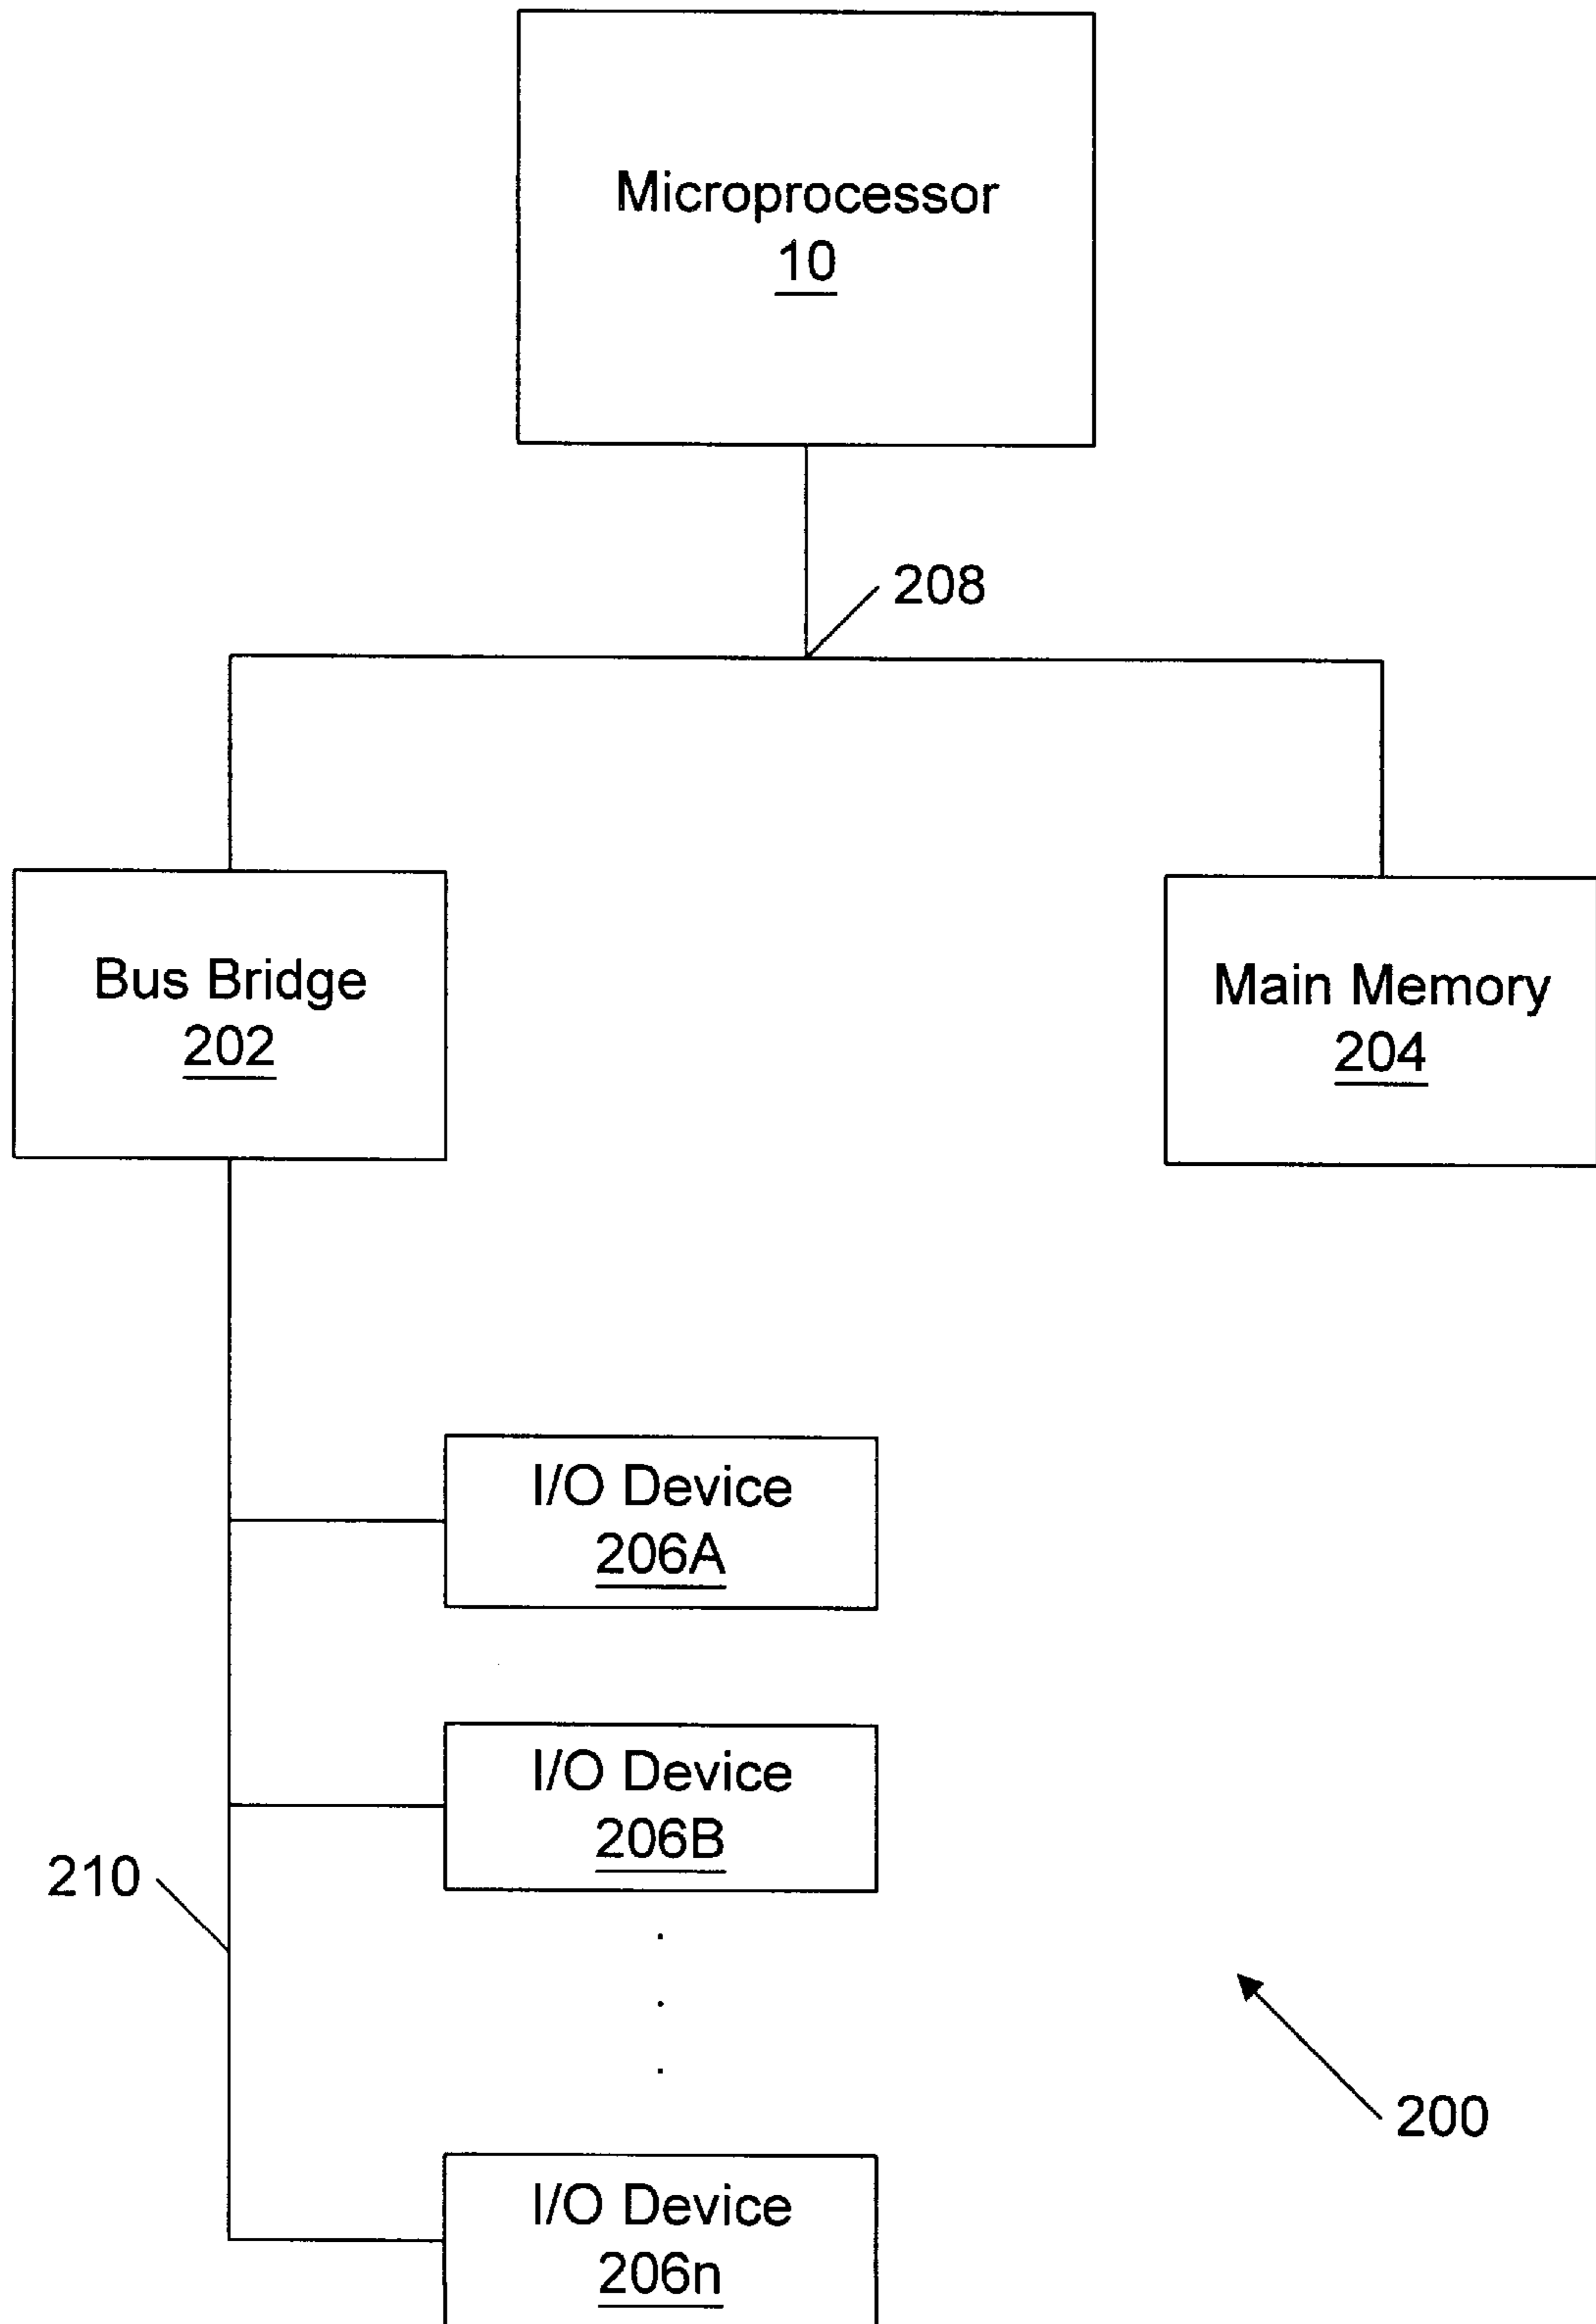 Microprocessor
10
208
Bus Bridge
202
Main Memory
204
I/O Device
206A
I/O Device
206B
210
.
.
.
200
I/O Device
206n